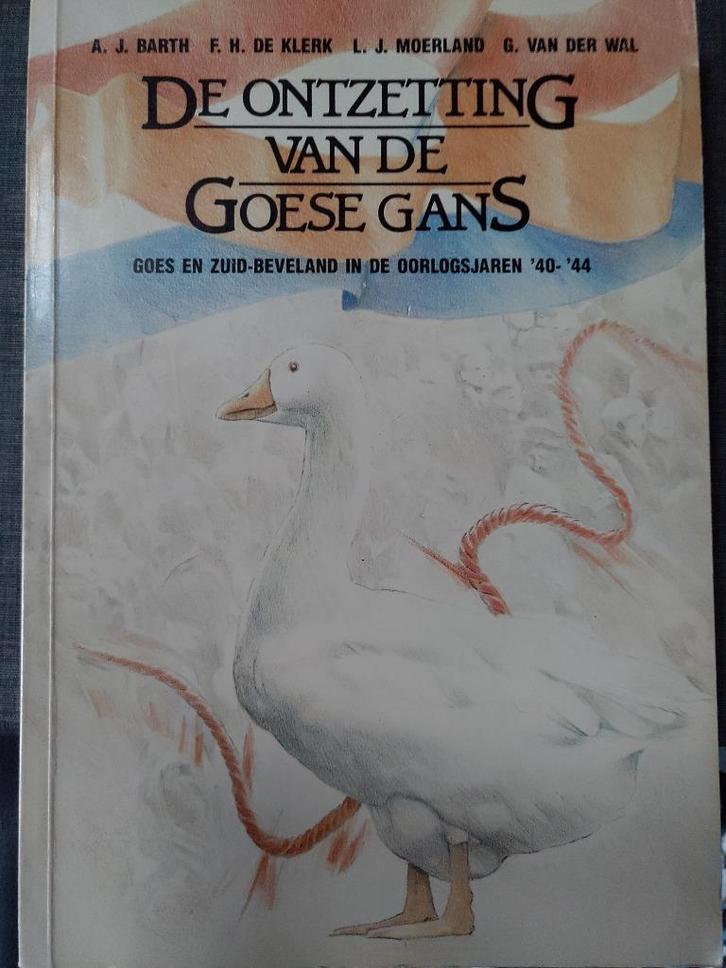 A. J. BARTH F. H. DE KLERK L. J. MOERLAND G. VAN DER WAL
DE ONTZETTING
VAN DE
GOESE GANS
GOES EN ZUID-BEVELAND IN DE OORLOGSJAREN '40-'44